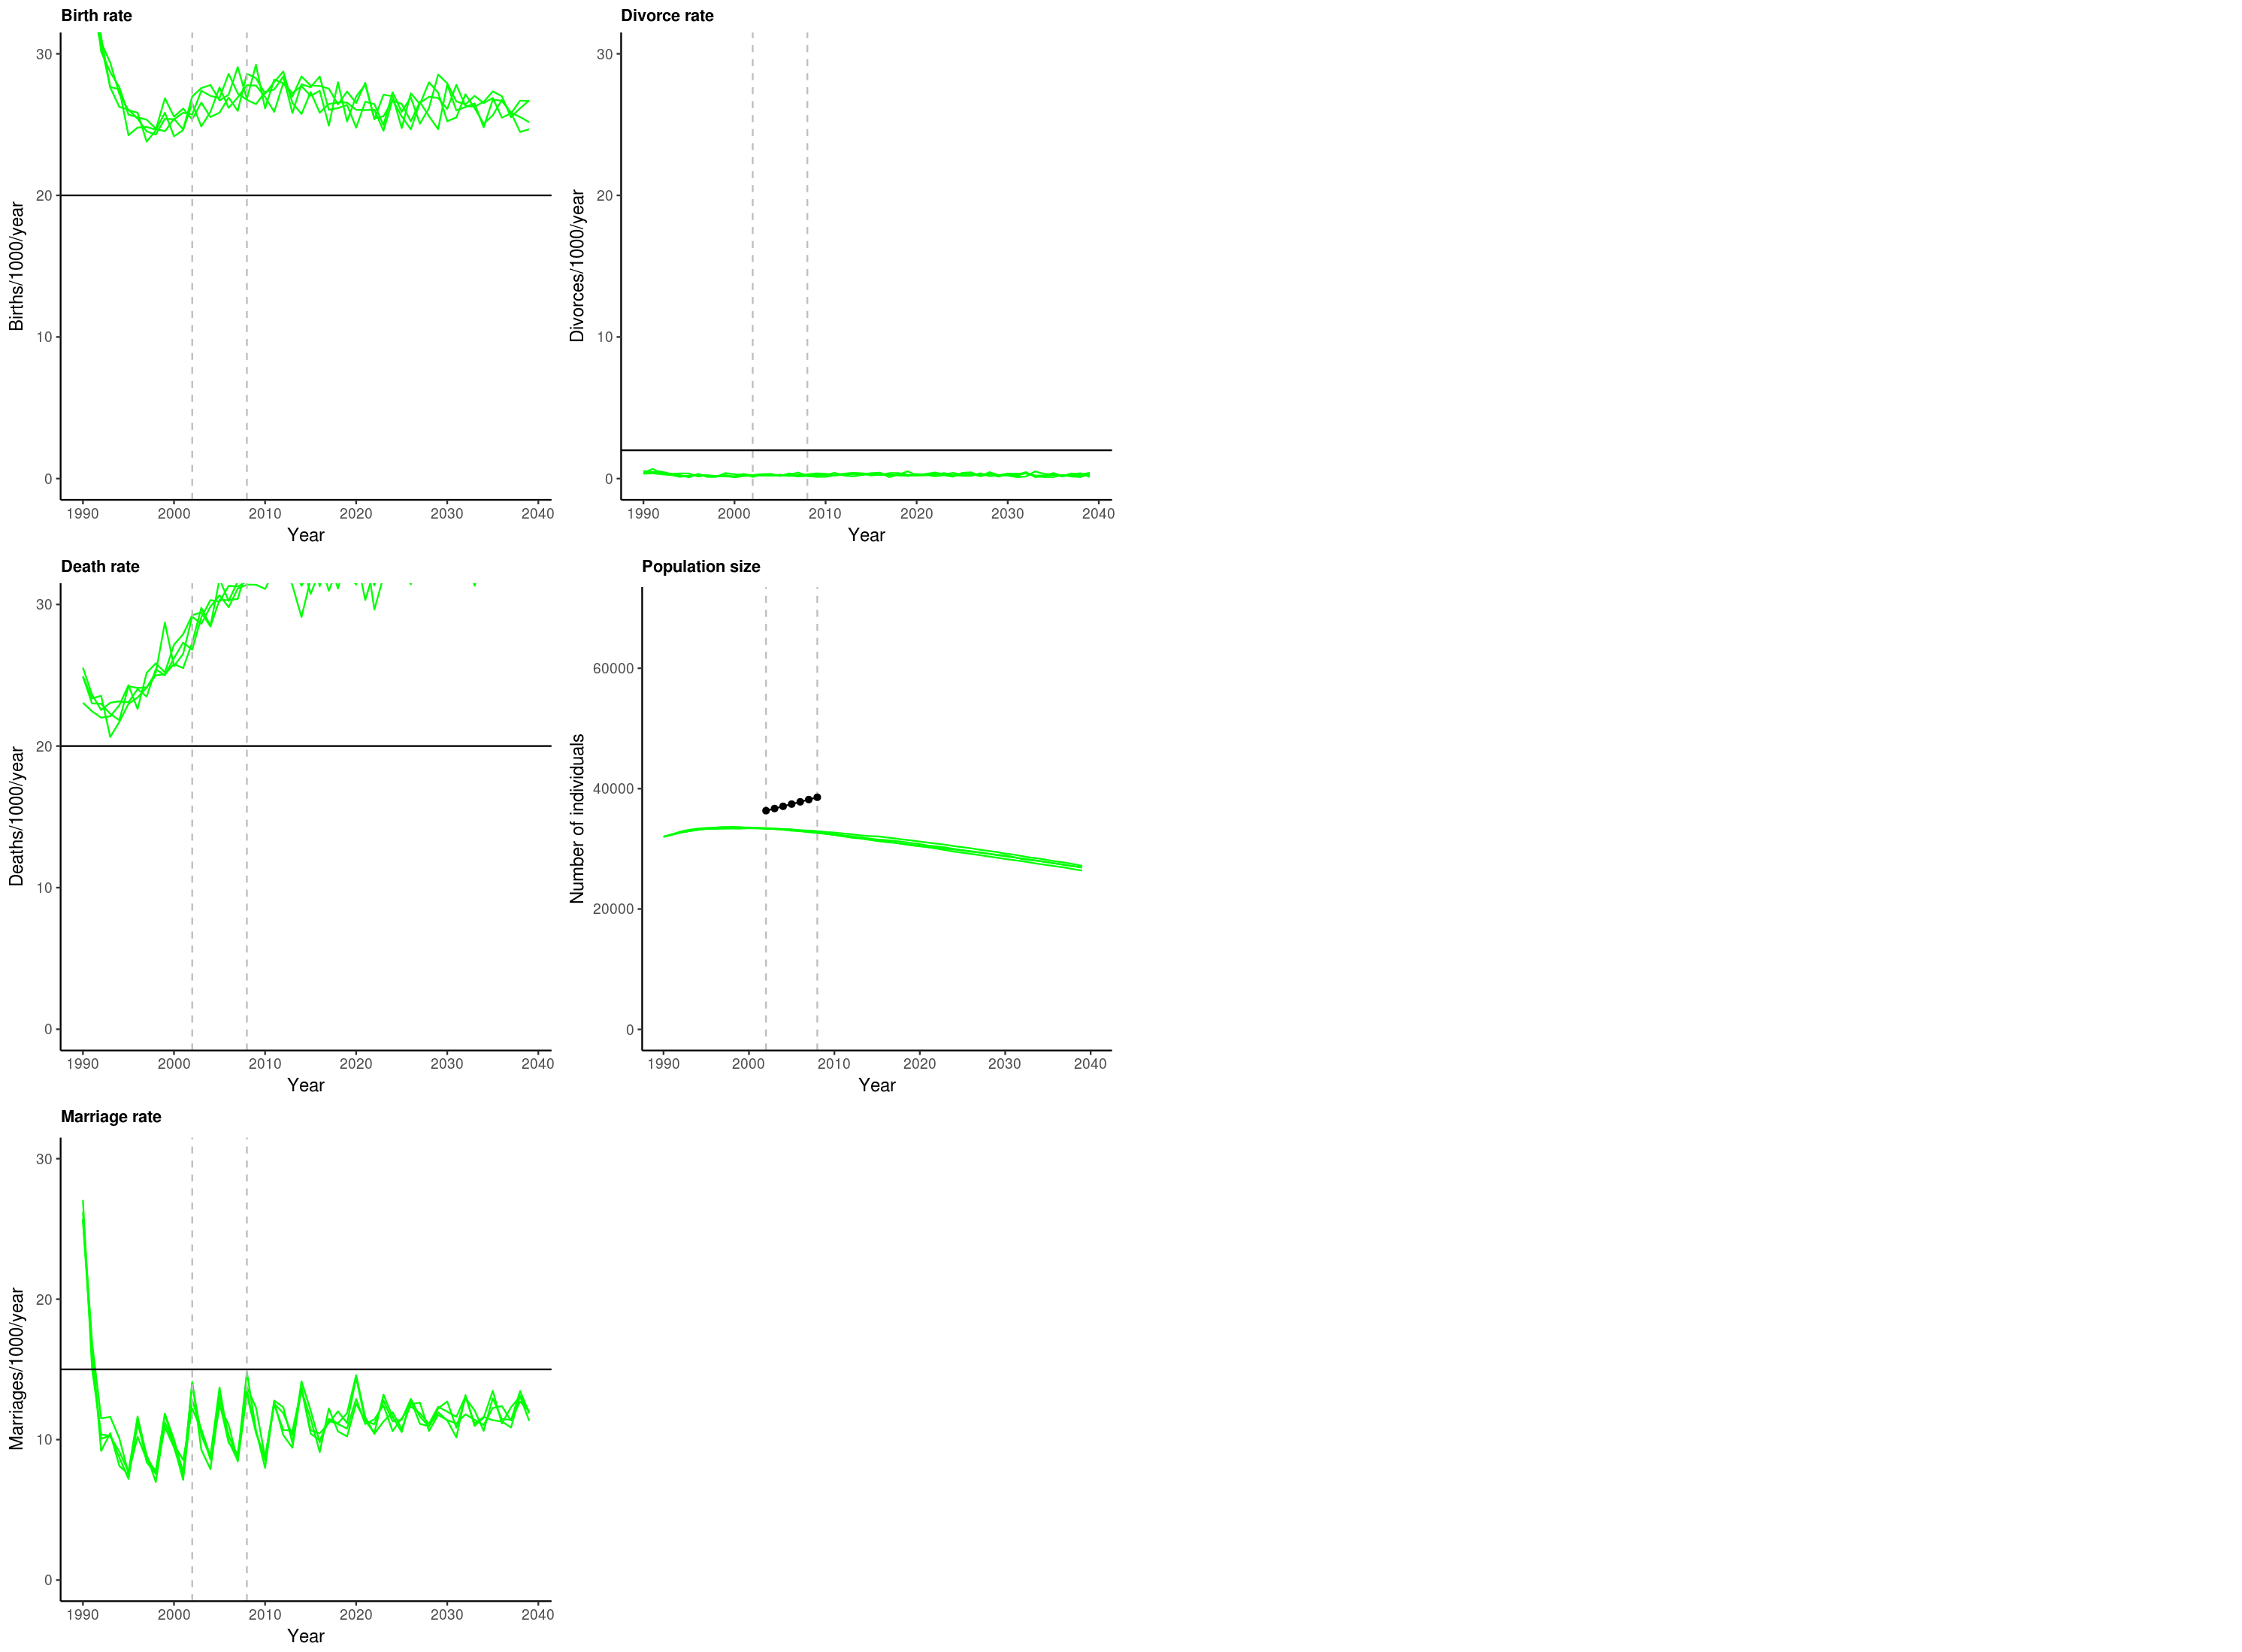 Birth rate
Births/1000/year
30
20
10
0
1990 2000 2010 2020 2030 2040
Year
Divorce rate
Divorces/1000/year
30
20
10
0
1990 2000 2010 2020 2030 2040
Year
Death rate
Deaths/1000/year
30
20
10
0
1990 2000 2010 2020 2030 2040
Year
Population size
Number of individuals
60000
40000
20000
0
1990 2000 2010 2020 2030 2040
Year
Marriage rate
Marriages/1000/year
30
20
10
0
1990 2000 2010 2020 2030 2040
Year